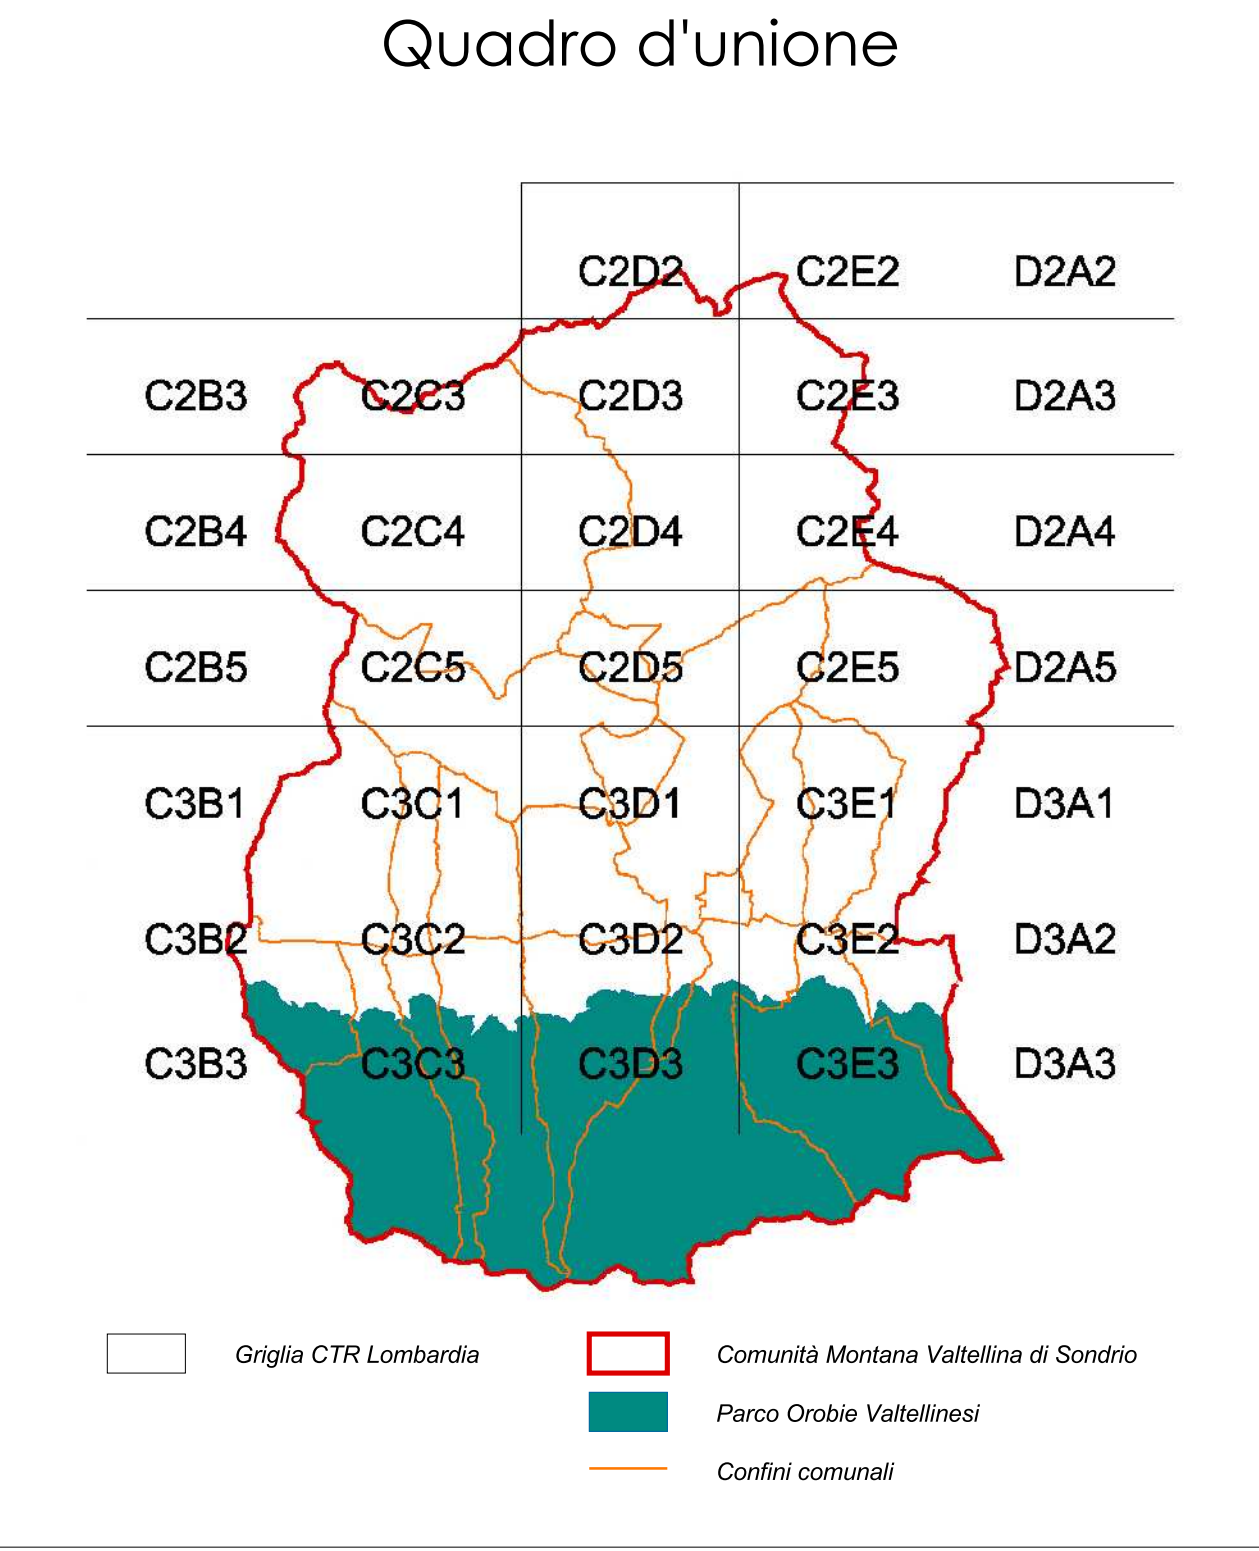 Quadro d'unione
C2D2 C2E2 D2A2
C2B3 C2C3 C2D3 C2E3 D2A3
C2B4 C2C4 C2D4 C2E4 D2A4
C2B5 C2C5 C2D5 C2E5 D2A5
C3B1 C3C1 C3D1 C3E1 D3A1
C3B2 C3C2 C3D2 C3E2 D3A2
C3B3 C3C3 C3D3 C3E3 D3A3
Griglia CTR Lombardia
Comunità Montana Valtellina di Sondrio
Parco Orobie Valtellinesi
Confini comunali